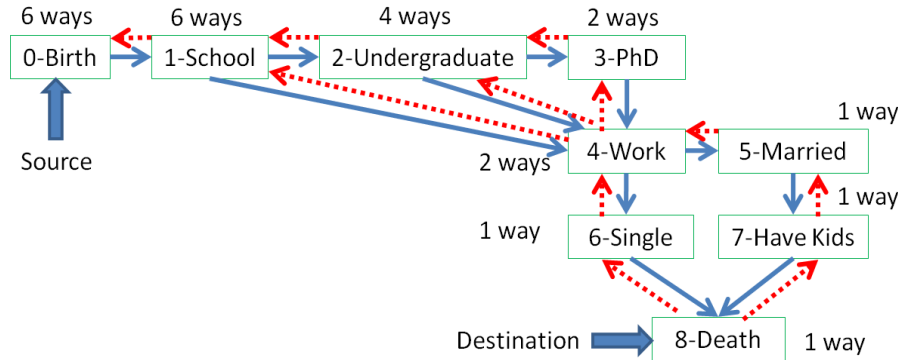 6 ways
6 ways
4 ways
2 ways
0-Birth
1-School
2-Undergraduate
3-PhD
1 way
Source
2 ways
4-Work
5-Married
1 way
1 way
6-Single
7-Have Kids
Destination
8-Death
1 way